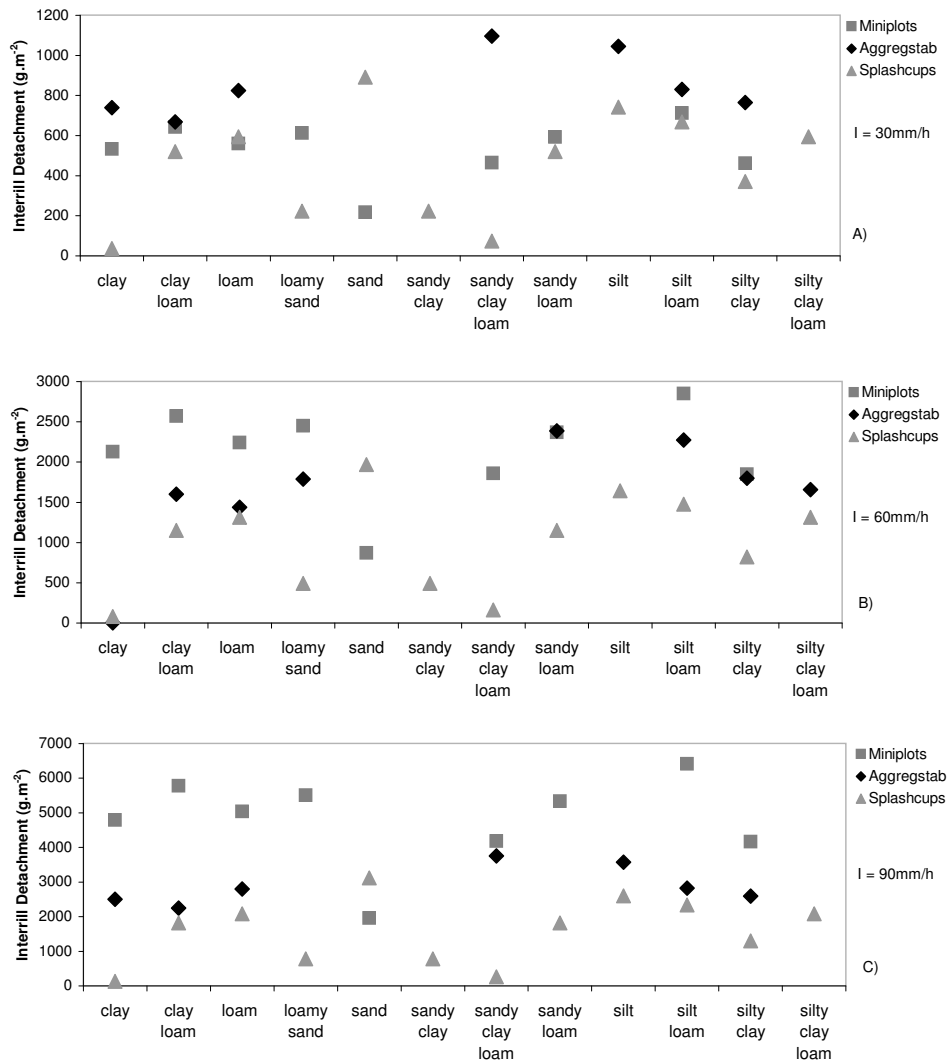 1200
1000
800
600
400
200
0
Interrill Detachment (g.m-2)
clay
clay loam
loam
loamy sand
sand
sandy clay
sandy clay loam
sandy loam
silt
silt loam
silty clay
silty clay loam
Miniplots
Aggregstab
Splashcups
I = 30mm/h
A)
3000
2500
2000
1500
1000
500
0
Interrill Detachment (g.m-2)
clay
clay loam
loam
loamy sand
sand
sandy clay
sandy clay loam
sandy loam
silt
silt loam
silty clay
silty clay loam
Miniplots
Aggregstab
Splashcups
I = 60mm/h
B)
7000
6000
5000
4000
3000
2000
1000
0
Interrill Detachment (g.m-2)
clay
clay loam
loam
loamy sand
sand
sandy clay
sandy clay loam
sandy loam
silt
silt loam
silty clay
silty clay loam
Miniplots
Aggregstab
Splashcups
I = 90mm/h
C)